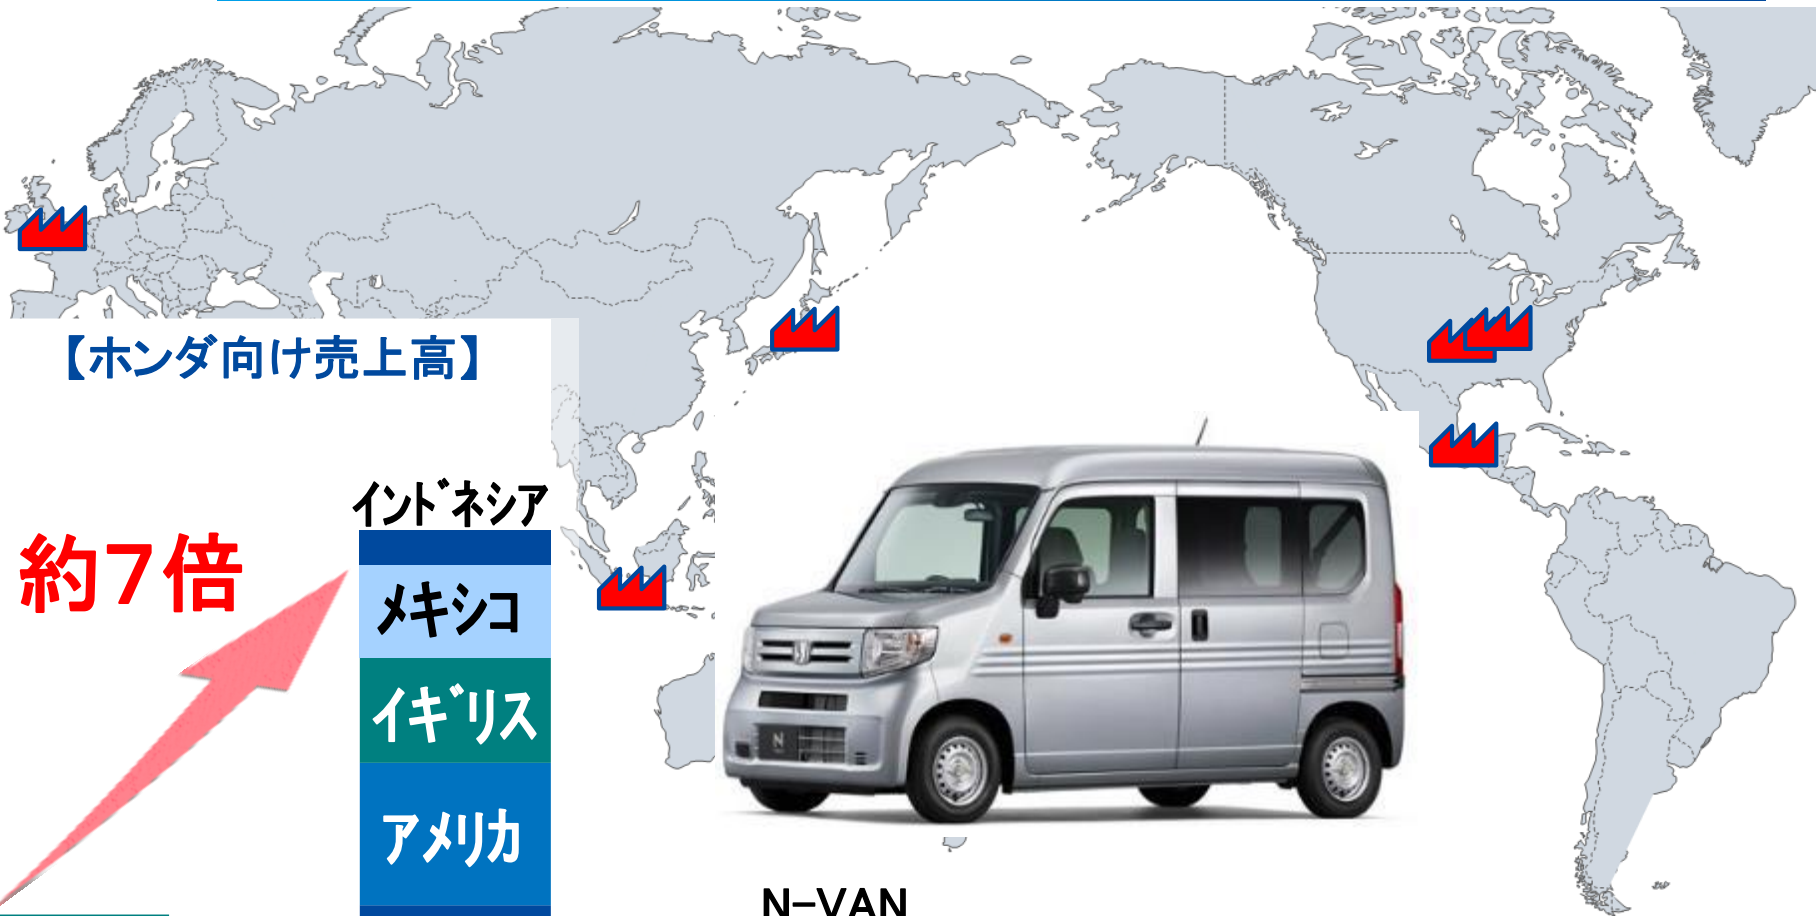 【ホンダ向け売上高】
約7倍
インドネシア
メキシコ
イギリス
アメリカ
N
N-VAN